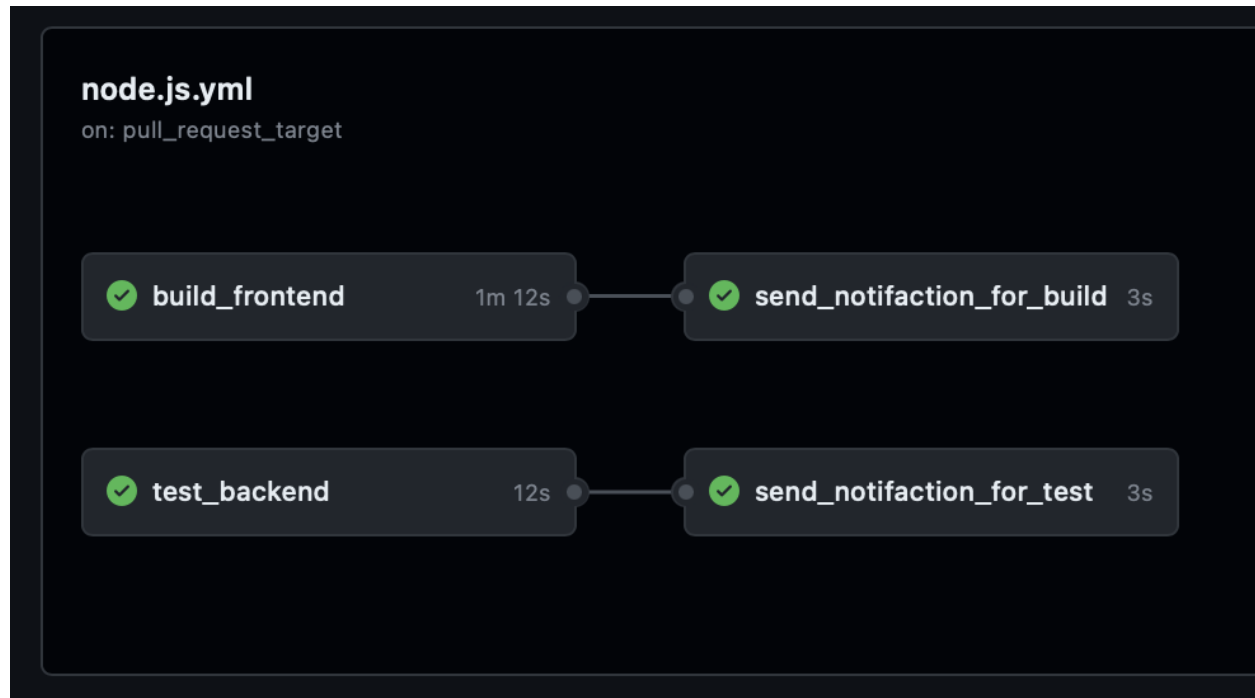 node.js.yml
on: pull_request_target
build_frontend 1m 12s
send_notifaction_for_build 3s
test_backend 12s
send_notifaction_for_test 3s